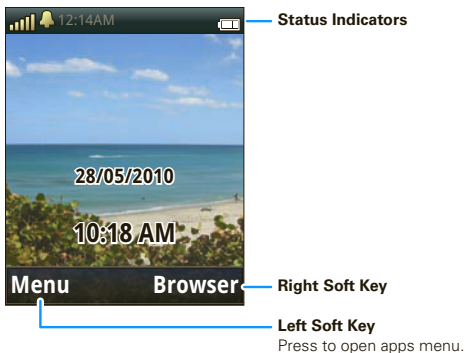 12:14AM
Status Indicators
28/05/2010
10:18 AM
Menu
Browser
Right Soft Key
Left Soft Key
Press to open apps menu.